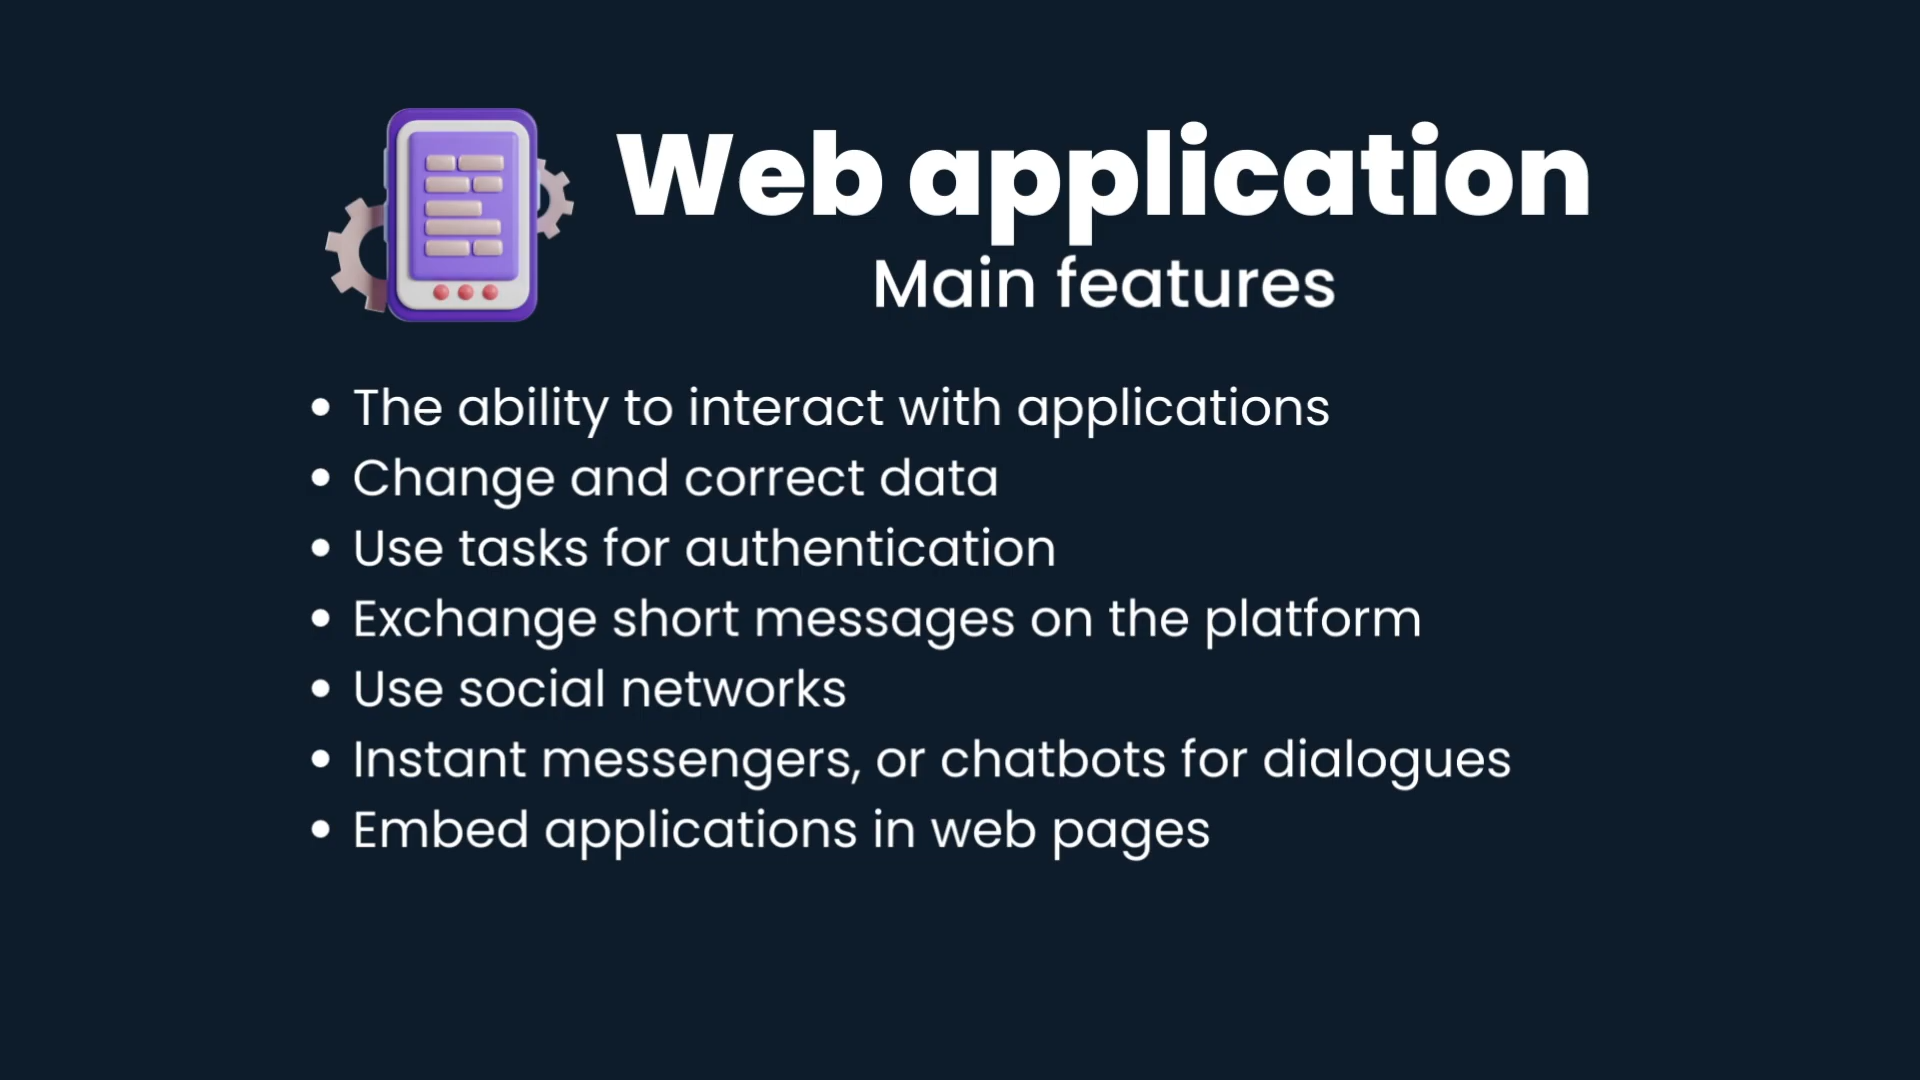 Web application
Main features
• The ability to interact with applications
• Change and correct data
• Use tasks for authentication
• Exchange short messages on the platform
• Use social networks
• Instant messengers, or chatbots for dialogues
• Embed applications in web pages